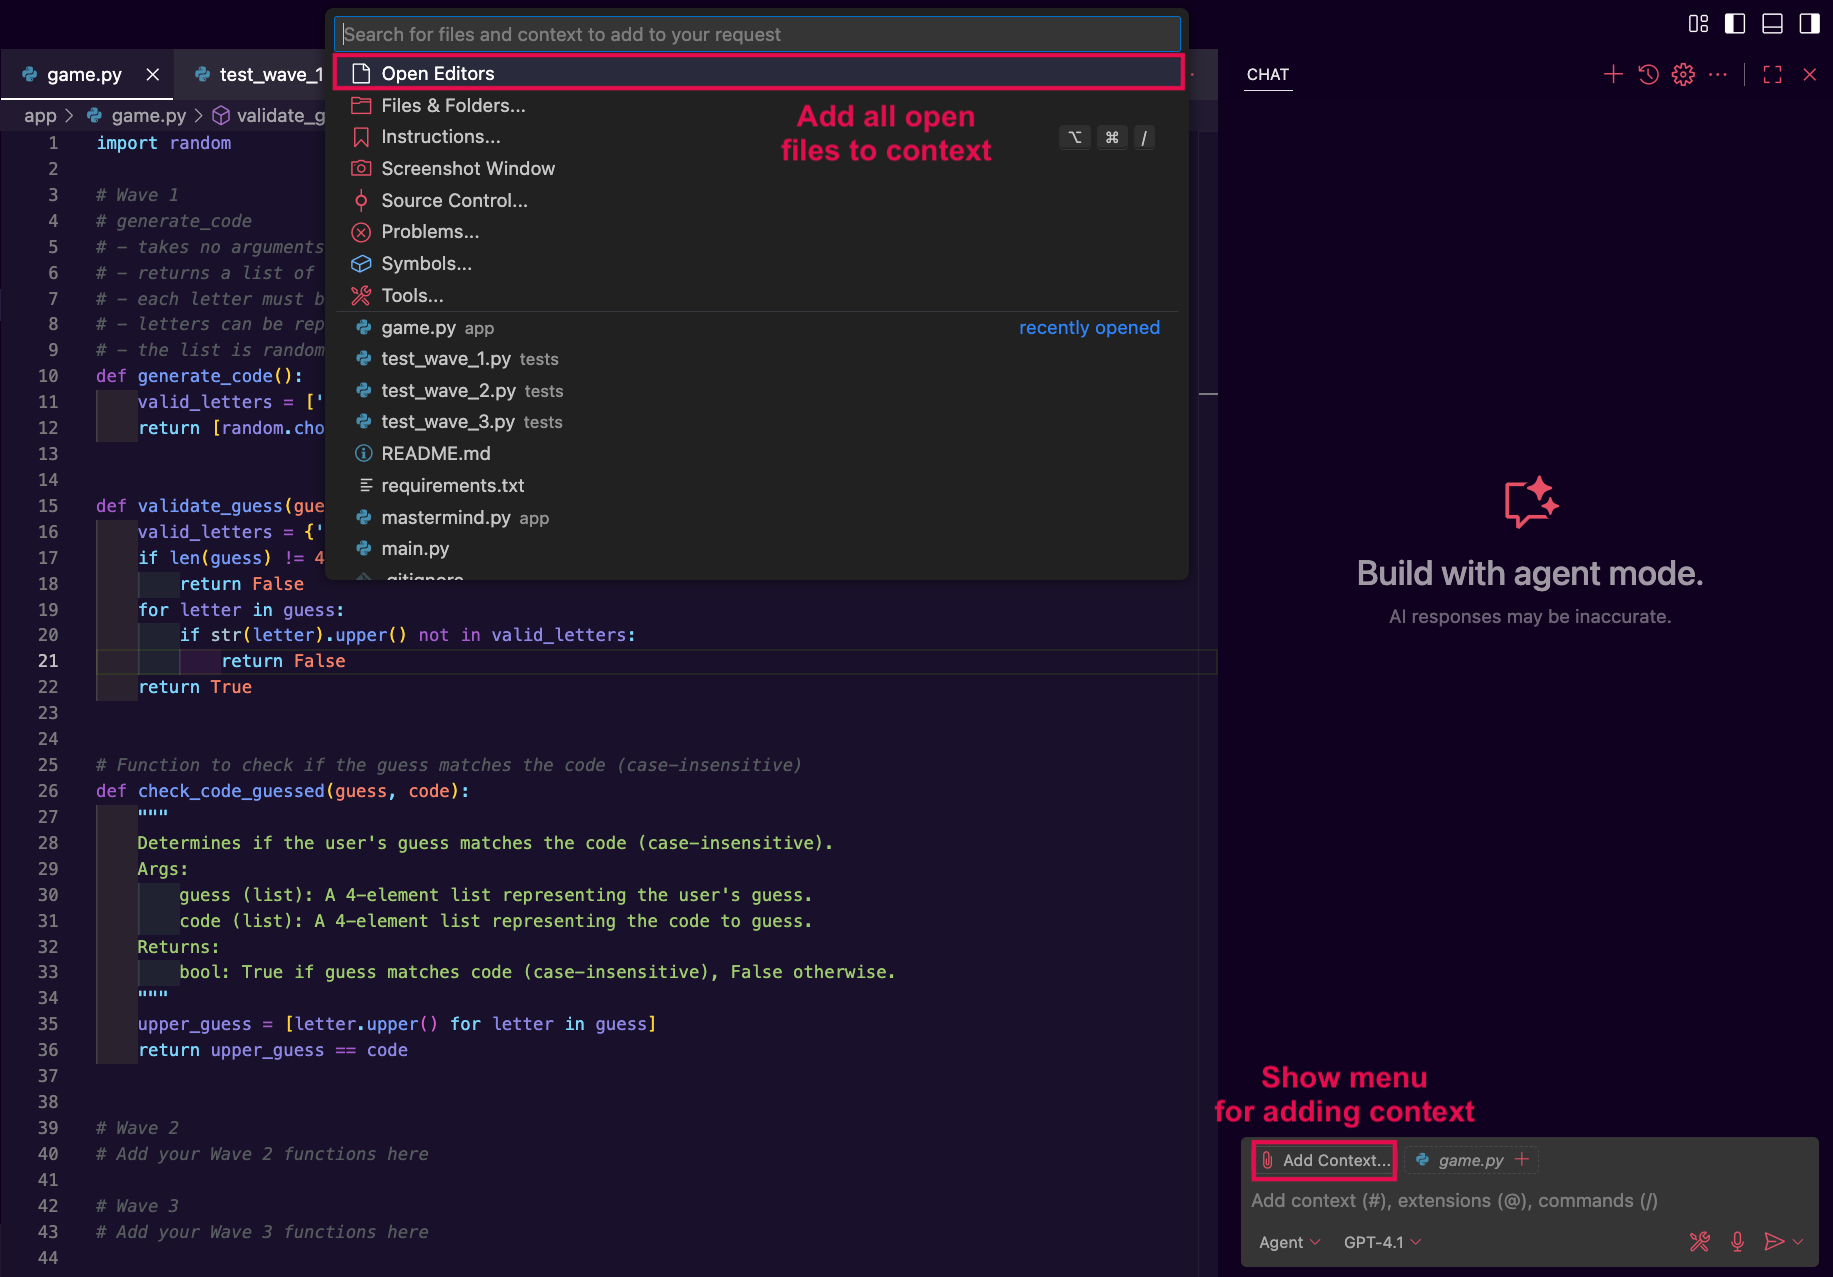 Search for files and context to add to your request
Open Editors
Files & Folders...
Instructions...
⌥ ⌘ /
Screenshot Window
Source Control...
Problems...
Symbols...
Tools...
game.py app
recently opened
test_wave_1.py tests
test_wave_2.py tests
test_wave_3.py tests
README.md
requirements.txt
mastermind.py app
main.py
.gitignore
Add all open
files to context
game.py
test_wave_1
app > game.py > validate_g
1 import random
2
3 # Wave 1
4 # generate_code
5 # - takes no arguments
6 # - returns a list of
7 # - each letter must b
8 # - letters can be rep
9 # - the list is random
10 def generate_code():
11 valid_letters = ['
12 return [random.cho
13
14
15 def validate_guess(gue
16 valid_letters = {'
17 if len(guess) != 4
18 return False
19 for letter in guess:
20 if str(letter).upper() not in valid_letters:
21 return False
22 return True
23
24
25 # Function to check if the guess matches the code (case-insensitive)
26 def check_code_guessed(guess, code):
27 """
28 Determines if the user's guess matches the code (case-insensitive).
29 Args:
30 guess (list): A 4-element list representing the user's guess.
31 code (list): A 4-element list representing the code to guess.
32 Returns:
33 bool: True if guess matches code (case-insensitive), False otherwise.
34 """
35 upper_guess = [letter.upper() for letter in guess]
36 return upper_guess == code
37
38
39 # Wave 2
40 # Add your Wave 2 functions here
41
42 # Wave 3
43 # Add your Wave 3 functions here
44
CHAT
Build with agent mode.
AI responses may be inaccurate.
Show menu
for adding context
Add Context...
game.py +
Add context (#), extensions (@), commands (/)
Agent
GPT-4.1